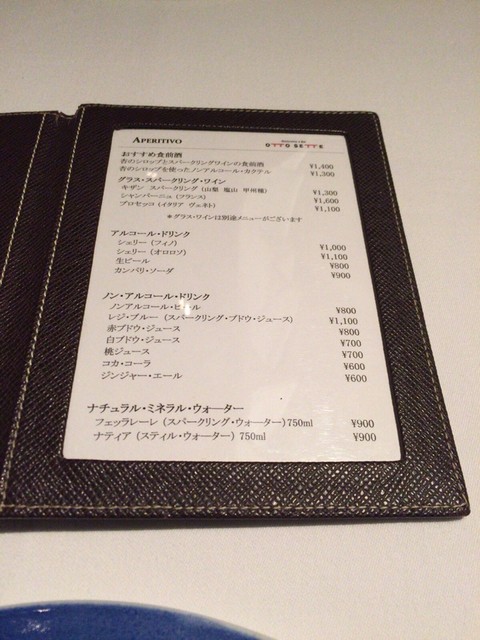 APERITIVO
OTTO SETTE
おすすめ食前酒
杏のシロップとスパークリングワインの食前酒 ¥1,400
杏のシロップを使ったノンアルコール・カクテル ¥1,300
グラス・スパークリング・ワイン
キザン スパークリング (山梨 塩山 甲州種) ¥1,300
シャンパーニュ (フランス) ¥1,600
プロセッコ (イタリア ヴェネト) ¥1,100
＊グラス・ワインは別途メニューがございます
アルコール・ドリンク
シェリー (フィノ) ¥1,000
シェリー (オロロソ) ¥1,100
生ビール ¥800
カンパリ・ソーダ ¥900
ノン・アルコール・ドリンク
ノンアルコール・ビール ¥800
レジ・ブルー (スパークリング・ブドウ・ジュース) ¥1,100
赤ブドウ・ジュース ¥800
白ブドウ・ジュース ¥700
桃ジュース ¥700
コカ・コーラ ¥600
ジンジャー・エール ¥600
ナチュラル・ミネラル・ウォーター
フェッラレーレ (スパークリング・ウォーター) 750ml ¥900
ナティア (スティル・ウォーター) 750ml ¥900